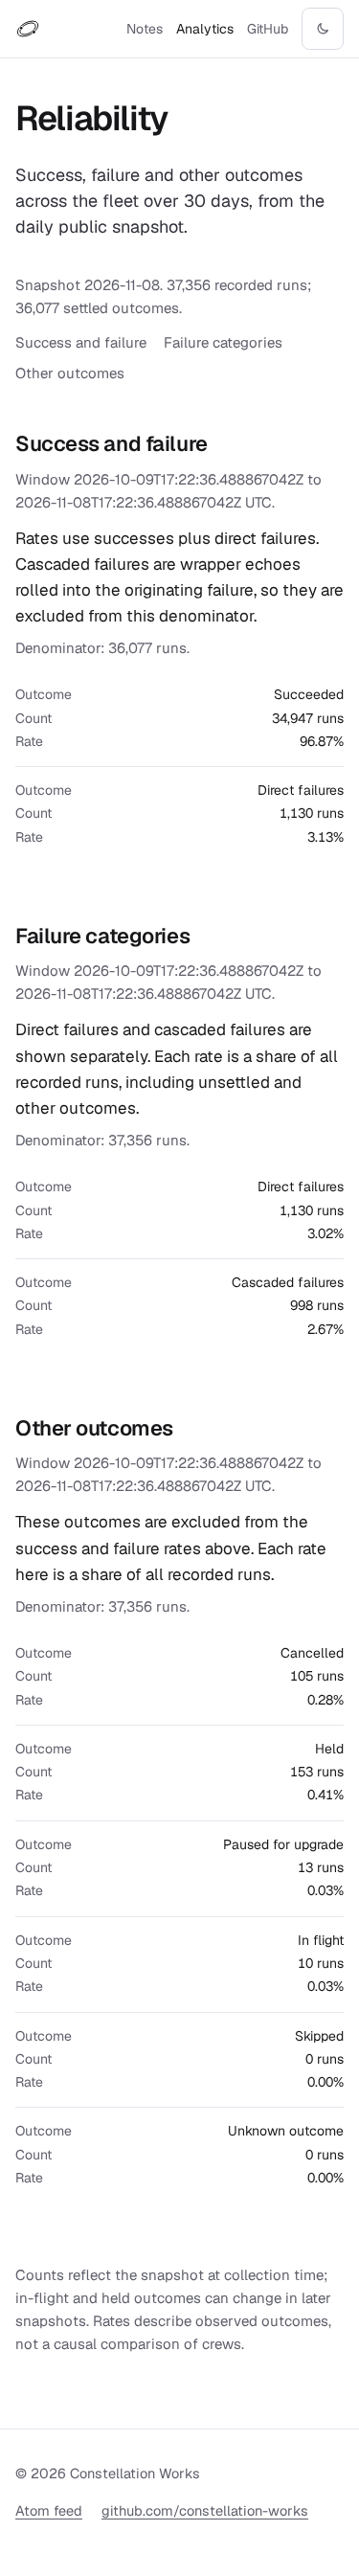 Notes Analytics GitHub
Reliability
Success, failure and other outcomes
across the fleet over 30 days, from the
daily public snapshot.
Snapshot 2026-11-08. 37,356 recorded runs;
36,077 settled outcomes.
Success and failure Failure categories
Other outcomes
Success and failure
Window 2026-10-09T17:22:36.488867042Z to
2026-11-08T17:22:36.488867042Z UTC.
Rates use successes plus direct failures.
Cascaded failures are wrapper echoes
rolled into the originating failure, so they are
excluded from this denominator.
Denominator: 36,077 runs.
Outcome Succeeded
Count 34,947 runs
Rate 96.87%
Outcome Direct failures
Count 1,130 runs
Rate 3.13%
Failure categories
Window 2026-10-09T17:22:36.488867042Z to
2026-11-08T17:22:36.488867042Z UTC.
Direct failures and cascaded failures are
shown separately. Each rate is a share of all
recorded runs, including unsettled and
other outcomes.
Denominator: 37,356 runs.
Outcome Direct failures
Count 1,130 runs
Rate 3.02%
Outcome Cascaded failures
Count 998 runs
Rate 2.67%
Other outcomes
Window 2026-10-09T17:22:36.488867042Z to
2026-11-08T17:22:36.488867042Z UTC.
These outcomes are excluded from the
success and failure rates above. Each rate
here is a share of all recorded runs.
Denominator: 37,356 runs.
Outcome Cancelled
Count 105 runs
Rate 0.28%
Outcome Held
Count 153 runs
Rate 0.41%
Outcome Paused for upgrade
Count 13 runs
Rate 0.03%
Outcome In flight
Count 10 runs
Rate 0.03%
Outcome Skipped
Count 0 runs
Rate 0.00%
Outcome Unknown outcome
Count 0 runs
Rate 0.00%
Counts reflect the snapshot at collection time;
in-flight and held outcomes can change in later
snapshots. Rates describe observed outcomes,
not a causal comparison of crews.
© 2026 Constellation Works
Atom feed github.com/constellation-works